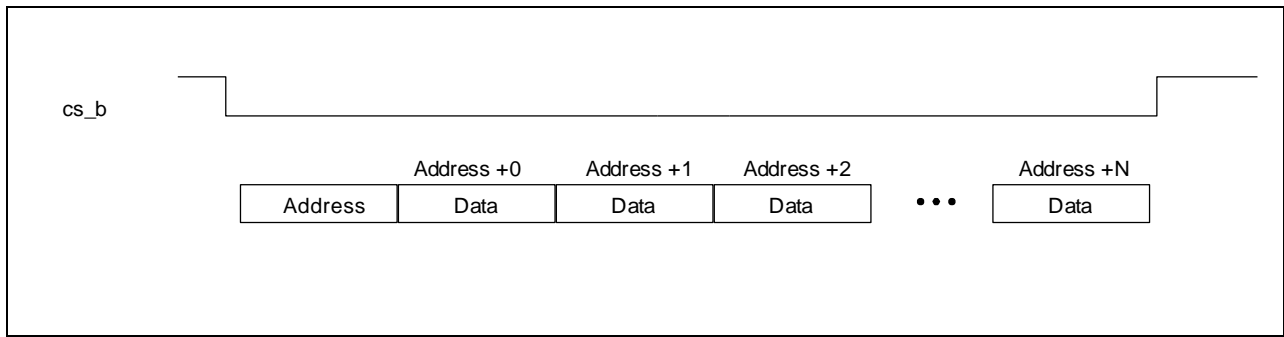 cs_b
Address +0 Address +1 Address +2 Address +N
Address Data Data Data ••• Data